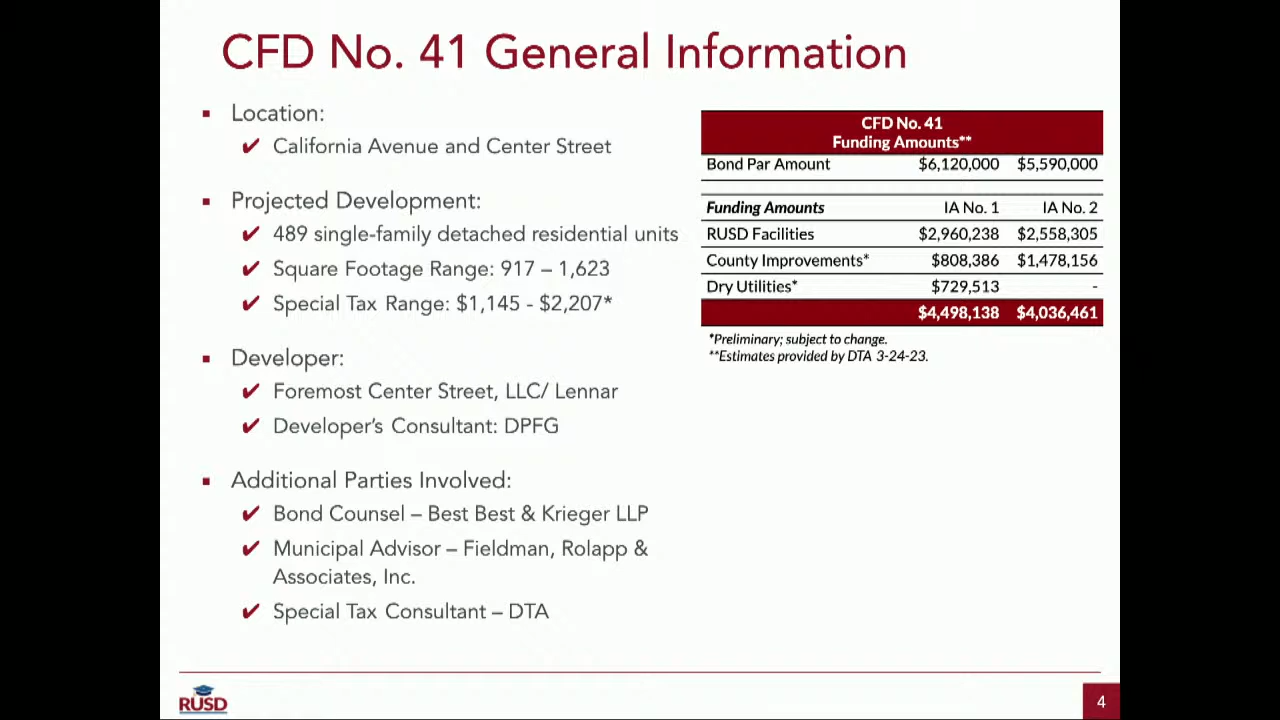 CFD No. 41 General Information
▪ Location:
✔ California Avenue and Center Street
▪ Projected Development:
✔ 489 single-family detached residential units
✔ Square Footage Range: 917 – 1,623
✔ Special Tax Range: $1,145 - $2,207*
▪ Developer:
✔ Foremost Center Street, LLC/ Lennar
✔ Developer's Consultant: DPFG
▪ Additional Parties Involved:
✔ Bond Counsel – Best Best & Krieger LLP
✔ Municipal Advisor – Fieldman, Rolapp &
Associates, Inc.
✔ Special Tax Consultant – DTA
CFD No. 41
Funding Amounts**
Bond Par Amount $6,120,000 $5,590,000
Funding Amounts IA No. 1 IA No. 2
RUSD Facilities $2,960,238 $2,558,305
County Improvements* $808,386 $1,478,156
Dry Utilities* $729,513 -
$4,498,138 $4,036,461
*Preliminary; subject to change.
**Estimates provided by DTA 3-24-23.
RUSD
4